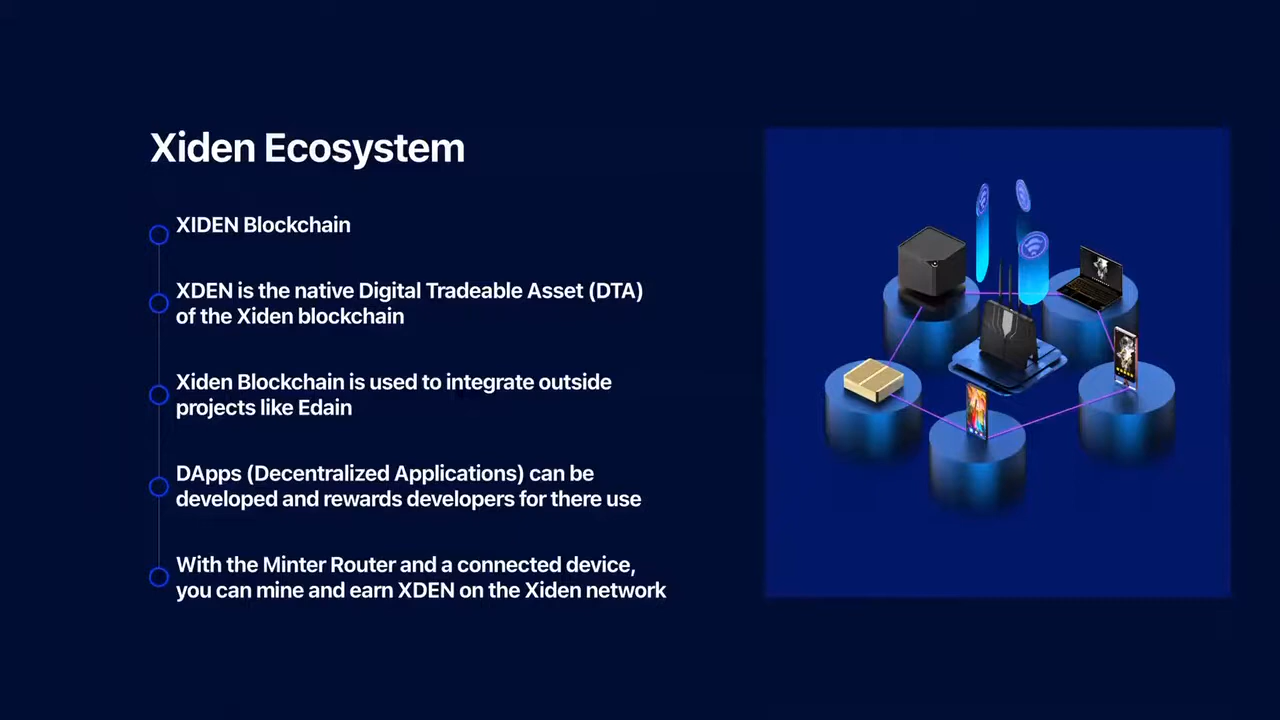 Xiden Ecosystem
XIDEN Blockchain
XDEN is the native Digital Tradeable Asset (DTA)
of the Xiden blockchain
Xiden Blockchain is used to integrate outside
projects like Edain
DApps (Decentralized Applications) can be
developed and rewards developers for there use
With the Minter Router and a connected device,
you can mine and earn XDEN on the Xiden network